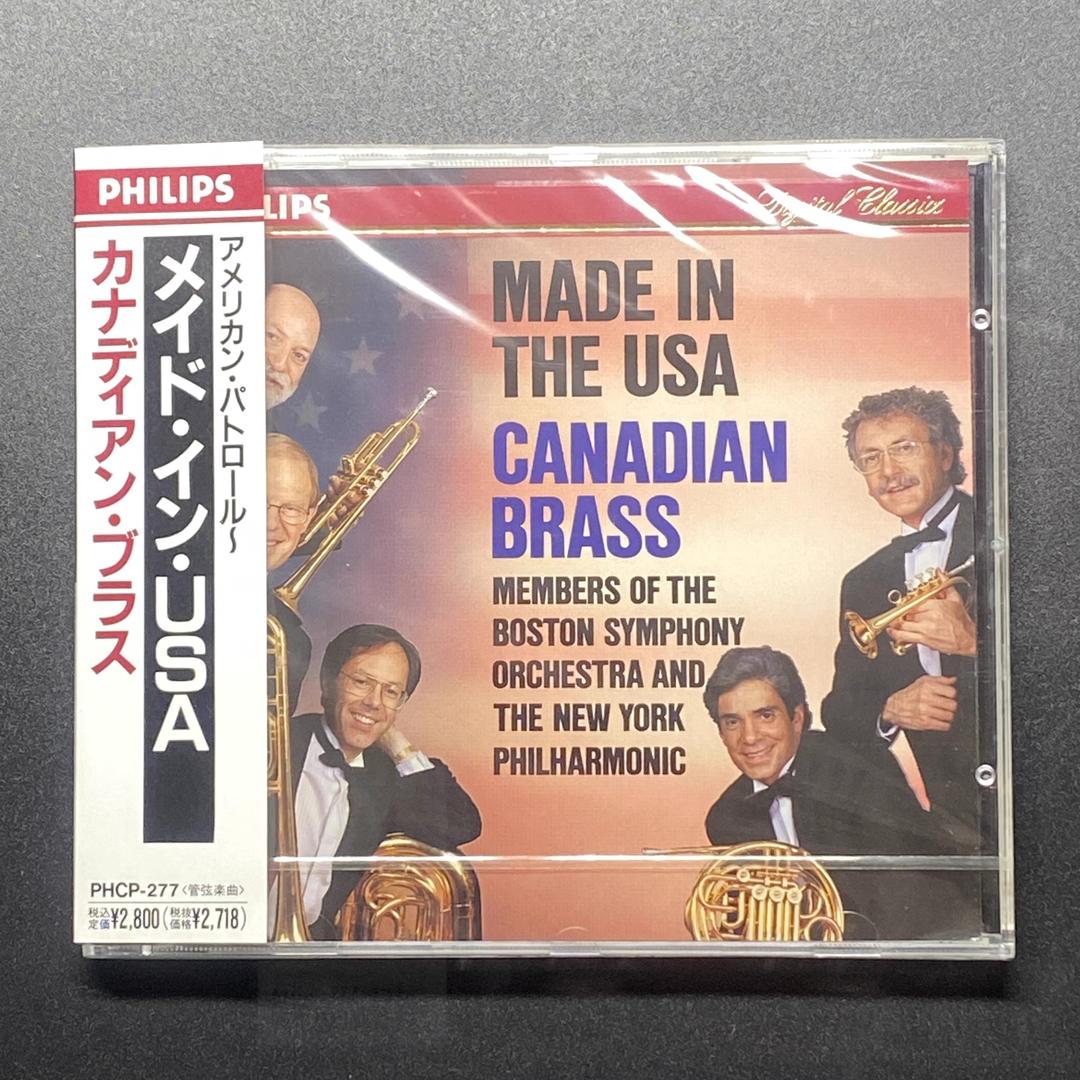 PHILIPS
アメリカン・パトロール〜
メイド・イン・USA
カナディアン・ブラス
PHCP-277〈管弦楽曲〉
税込定価¥2,800(税抜価格¥2,718)
LIPS
Digital Classics
MADE IN
THE USA
CANADIAN
BRASS
MEMBERS OF THE
BOSTON SYMPHONY
ORCHESTRA AND
THE NEW YORK
PHILHARMONIC